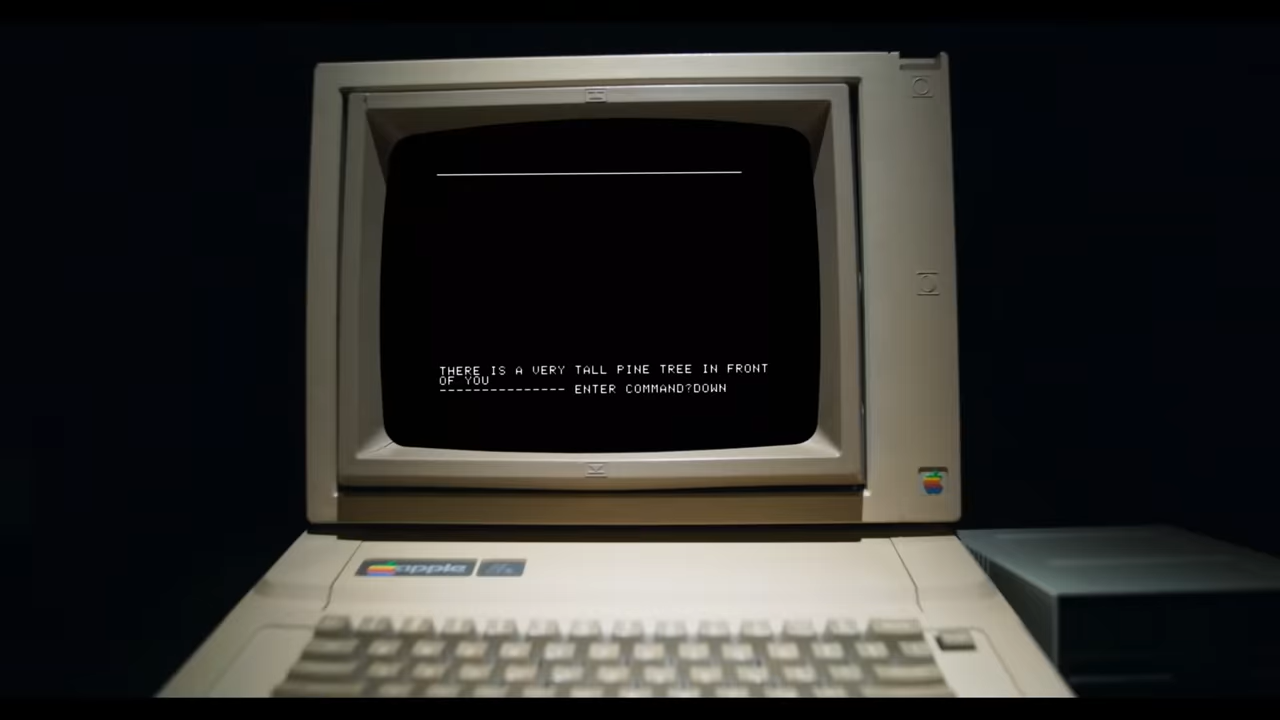 THERE IS A VERY TALL PINE TREE IN FRONT
OF YOU
--------------- ENTER COMMAND?DOWN
apple